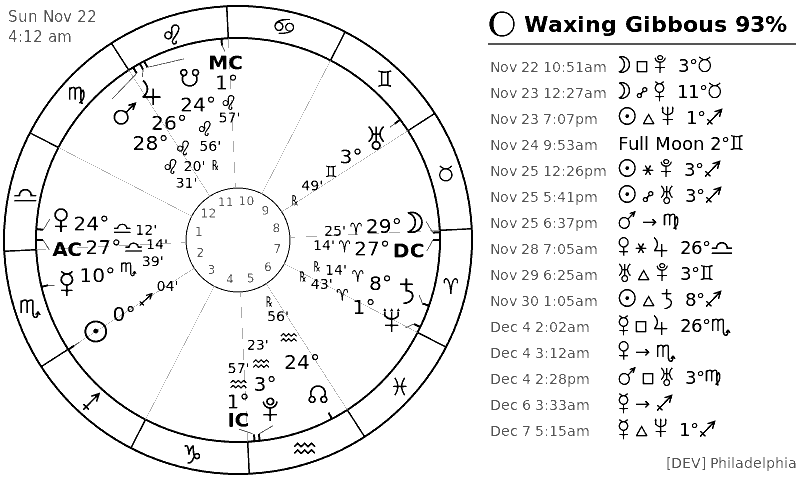 Sun Nov 22
4:12 am
♋
♌
♊
♍
♉
♎
♈
♏
♓
♐
♒
♑
MC 1° ♌ 57'
☋ 24° ♌ 56'
♃ 26° ♌ 20' ℞
♂ 28° ♌ 31'
♅ 3° ♊ 49' ℞
♀ 24° ♎ 12'
AC 27° ♎ 14'
☿ 10° ♏ 39'
☉ 0° ♐ 04'
25' ♈ 29° ☽
14' ♈ 27° DC
℞ 14' ♈ 8° ♄
℞ 43' ♈ 1° ♆
℞ 56' ♒ 24° ☊
23' ♒ 3° ♇
57' ♒ 1° IC
12 11 10 9
1 8
2 7
3 4 5 6
Waxing Gibbous 93%
Nov 22 10:51am ☽ □ ♇ 3°♉
Nov 23 12:27am ☽ ☍ ☿ 11°♉
Nov 23 7:07pm ☉ △ ♆ 1°♐
Nov 24 9:53am Full Moon 2°♊
Nov 25 12:26pm ☉ ⚹ ♇ 3°♐
Nov 25 5:41pm ☉ ☍ ♅ 3°♐
Nov 25 6:37pm ♂ → ♍
Nov 28 7:05am ♀ ⚹ ♃ 26°♎
Nov 29 6:25am ♅ △ ♇ 3°♊
Nov 30 1:05am ☉ △ ♄ 8°♐
Dec 4 2:02am ☿ □ ♃ 26°♏
Dec 4 3:12am ♀ → ♏
Dec 4 2:28pm ♂ □ ♅ 3°♍
Dec 6 3:33am ☿ → ♐
Dec 7 5:15am ☿ △ ♆ 1°♐
[DEV] Philadelphia